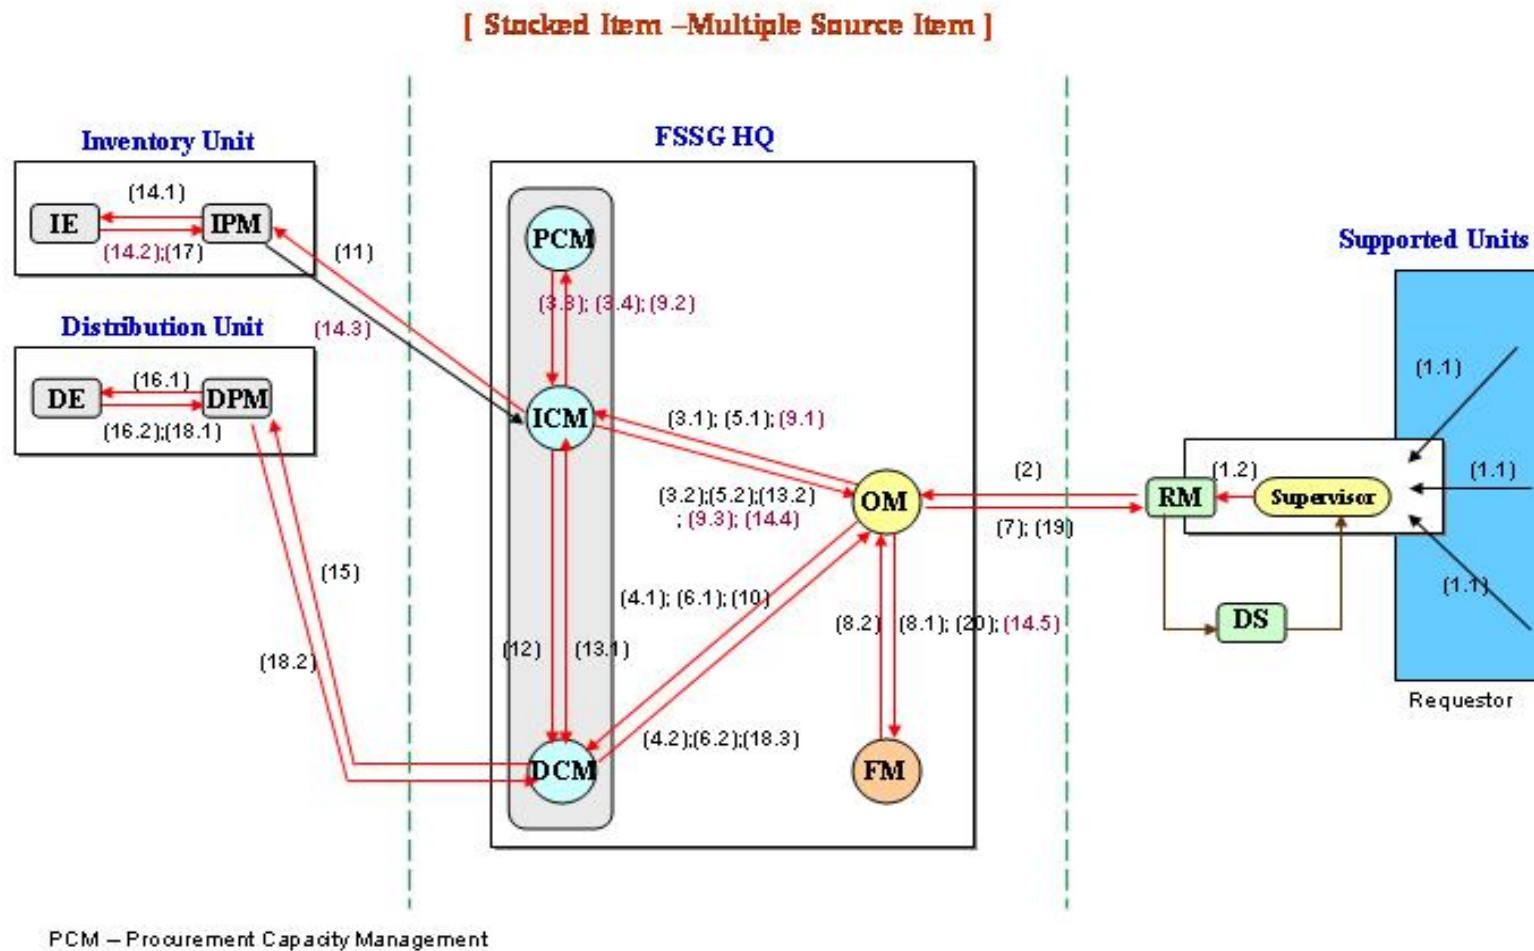 [ Stocked Item –Multiple Source Item ]
Inventory Unit
FSSG HQ
Supported Units
(14.1)
IE
IPM
(14.2);(17)
(11)
PCM
(3.3); (3.4); (9.2)
Distribution Unit
(14.3)
(16.1)
DE
DPM
(16.2);(18.1)
ICM
(3.1); (5.1); (9.1)
(3.2);(5.2);(13.2)
; (9.3); (14.4)
OM
(2)
(7); (19)
RM
(1.2)
Supervisor
(1.1)
(1.1)
(1.1)
DS
Requestor
(15)
(18.2)
(12)
(13.1)
(4.1); (6.1); (10)
(8.2)
(8.1); (20); (14.5)
(4.2);(6.2);(18.3)
DCM
FM
PCM – Procurement Capacity Management